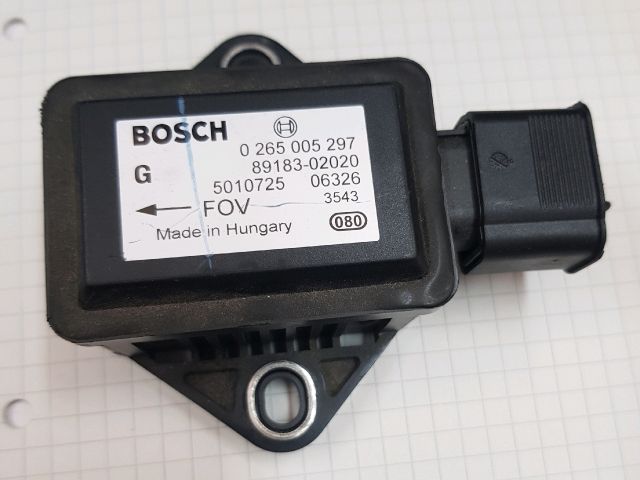 BOSCH
0 265 005 297
G 89183-02020
5010725 06326
← FOV 3543
Made in Hungary 080